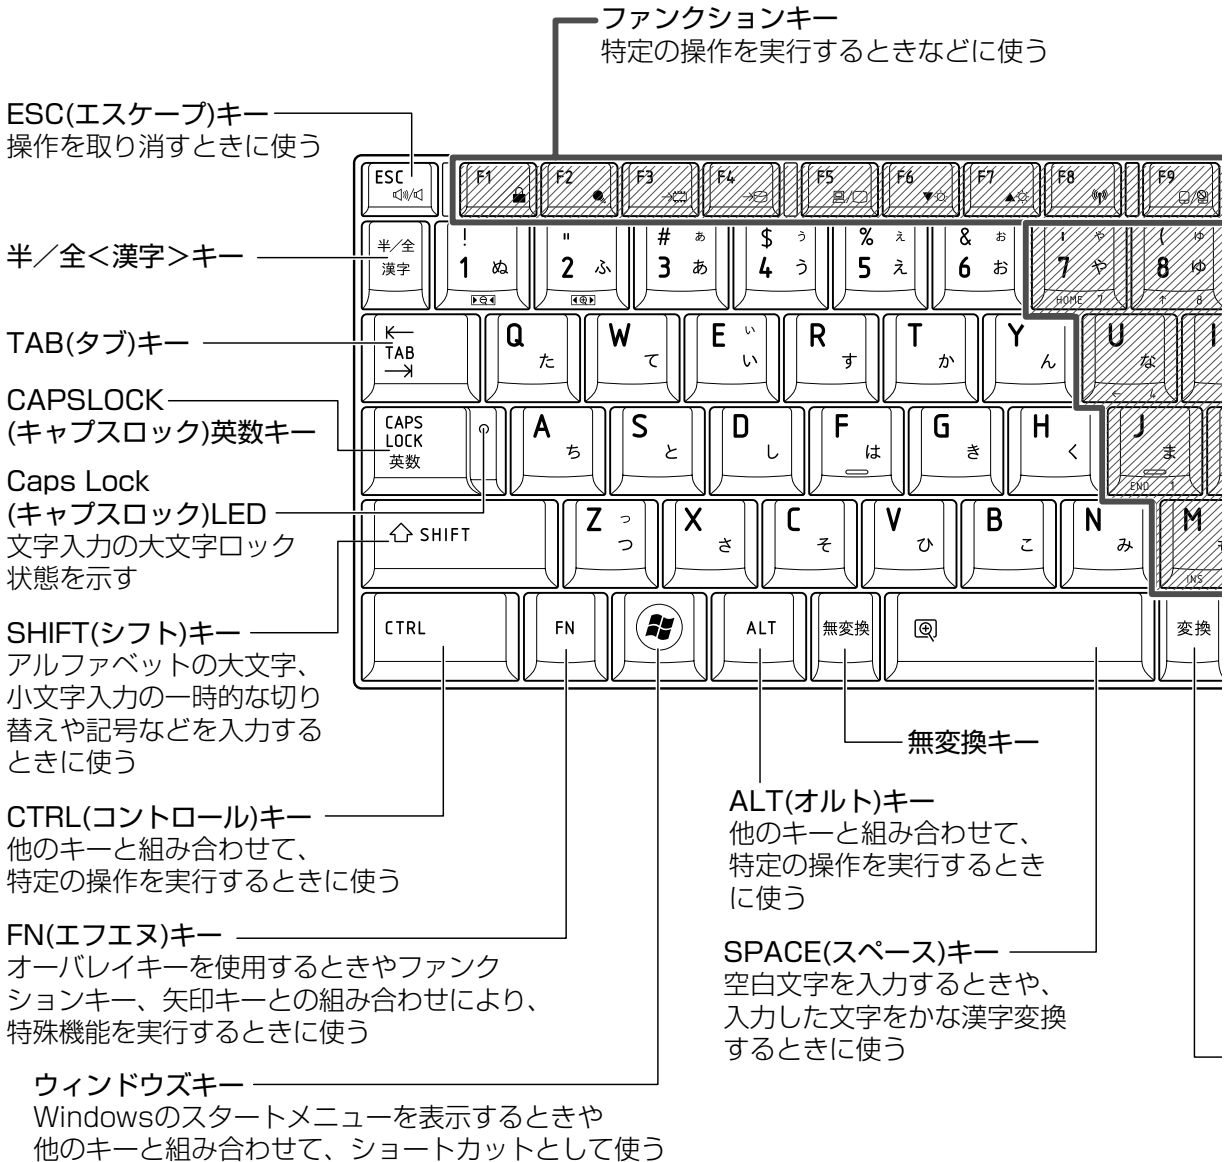 ファンクションキー
特定の操作を実行するときなどに使う
ESC(エスケープ)キー
操作を取り消すときに使う
半／全＜漢字＞キー
TAB(タブ)キー
CAPSLOCK
(キャプスロック)英数キー
Caps Lock
(キャプスロック)LED
文字入力の大文字ロック
状態を示す
SHIFT(シフト)キー
アルファベットの大文字、
小文字入力の一時的な切り
替えや記号などを入力する
ときに使う
CTRL(コントロール)キー
他のキーと組み合わせて、
特定の操作を実行するときに使う
FN(エフエヌ)キー
オーバレイキーを使用するときやファンク
ションキー、矢印キーとの組み合わせにより、
特殊機能を実行するときに使う
ウィンドウズキー
Windowsのスタートメニューを表示するときや
他のキーと組み合わせて、ショートカットとして使う
無変換キー
ALT(オルト)キー
他のキーと組み合わせて、
特定の操作を実行するとき
に使う
SPACE(スペース)キー
空白文字を入力するときや、
入力した文字をかな漢字変換
するときに使う
ESC F1 F2 F3 F4 F5 F6 F7 F8 F9
半／全 ! " # ぁ $ ぅ % ぇ & ぉ ' ゃ ( ゅ
漢字 1 ぬ 2 ふ 3 あ 4 う 5 え 6 お 7 や 8 ゆ
HOME 7 ↑ 8
TAB Q た W て E ぃ い R す T か Y ん U な I
← 4
CAPS
LOCK
英数 A ち S と D し F は G き H く J ま
END 1
SHIFT Z っ つ X さ C そ V ひ B こ N み M
INS
CTRL FN ALT 無変換 変換